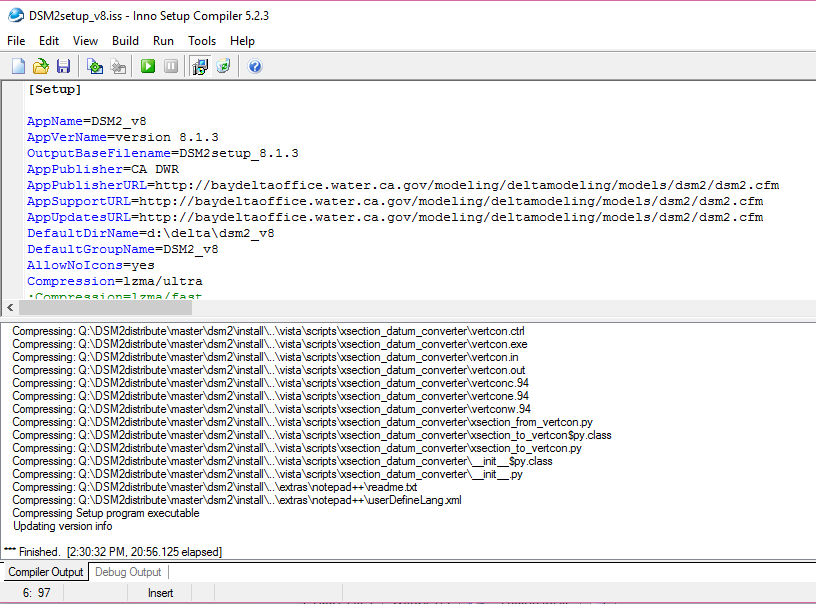 DSM2setup_v8.iss - Inno Setup Compiler 5.2.3
File Edit View Build Run Tools Help
[Setup]
AppName=DSM2_v8
AppVerName=version 8.1.3
OutputBaseFilename=DSM2setup_8.1.3
AppPublisher=CA DWR
AppPublisherURL=http://baydeltaoffice.water.ca.gov/modeling/deltamodeling/models/dsm2/dsm2.cfm
AppSupportURL=http://baydeltaoffice.water.ca.gov/modeling/deltamodeling/models/dsm2/dsm2.cfm
AppUpdatesURL=http://baydeltaoffice.water.ca.gov/modeling/deltamodeling/models/dsm2/dsm2.cfm
DefaultDirName=d:\delta\dsm2_v8
DefaultGroupName=DSM2_v8
AllowNoIcons=yes
Compression=lzma/ultra
;Compression=lzma/fast
Compressing: Q:\DSM2distribute\master\dsm2\install\..\vista\scripts\xsection_datum_converter\vertcon.ctrl
Compressing: Q:\DSM2distribute\master\dsm2\install\..\vista\scripts\xsection_datum_converter\vertcon.exe
Compressing: Q:\DSM2distribute\master\dsm2\install\..\vista\scripts\xsection_datum_converter\vertcon.in
Compressing: Q:\DSM2distribute\master\dsm2\install\..\vista\scripts\xsection_datum_converter\vertcon.out
Compressing: Q:\DSM2distribute\master\dsm2\install\..\vista\scripts\xsection_datum_converter\vertconc.94
Compressing: Q:\DSM2distribute\master\dsm2\install\..\vista\scripts\xsection_datum_converter\vertcone.94
Compressing: Q:\DSM2distribute\master\dsm2\install\..\vista\scripts\xsection_datum_converter\vertconw.94
Compressing: Q:\DSM2distribute\master\dsm2\install\..\vista\scripts\xsection_datum_converter\xsection_from_vertcon.py
Compressing: Q:\DSM2distribute\master\dsm2\install\..\vista\scripts\xsection_datum_converter\xsection_to_vertcon$py.class
Compressing: Q:\DSM2distribute\master\dsm2\install\..\vista\scripts\xsection_datum_converter\xsection_to_vertcon.py
Compressing: Q:\DSM2distribute\master\dsm2\install\..\vista\scripts\xsection_datum_converter\__init__$py.class
Compressing: Q:\DSM2distribute\master\dsm2\install\..\vista\scripts\xsection_datum_converter\__init__.py
Compressing: Q:\DSM2distribute\master\dsm2\install\..\extras\notepad++\readme.txt
Compressing: Q:\DSM2distribute\master\dsm2\install\..\extras\notepad++\userDefineLang.xml
Compressing Setup program executable
Updating version info
*** Finished. [2:30:32 PM, 20:56.125 elapsed]
Compiler Output Debug Output
6: 97 Insert